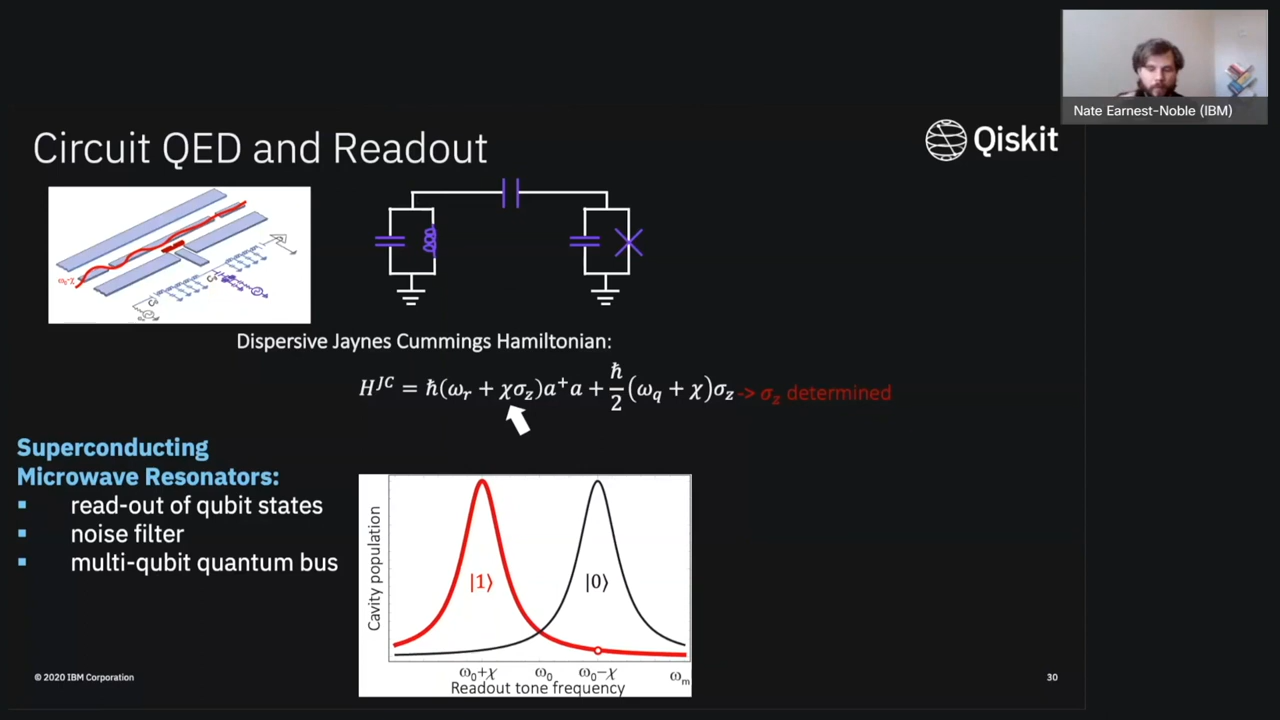 Nate Earnest-Noble (IBM)
Circuit QED and Readout
Qiskit
Dispersive Jaynes Cummings Hamiltonian:
H^{JC} = ħ(ω_r + χσ_z)a⁺a + ħ/2 (ω_q + χ)σ_z -> σ_z determined
Superconducting
Microwave Resonators:
▪ read-out of qubit states
▪ noise filter
▪ multi-qubit quantum bus
Cavity population
|1⟩
|0⟩
ω₀+χ ω₀ ω₀−χ ω_m
Readout tone frequency
© 2020 IBM Corporation
30